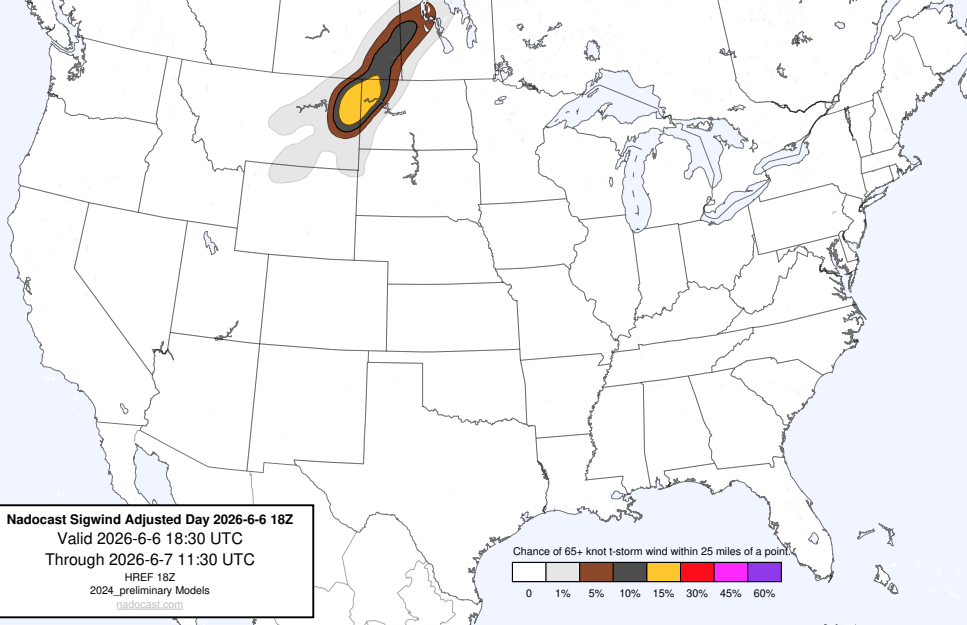 Nadocast Sigwind Adjusted Day 2026-6-6 18Z
Valid 2026-6-6 18:30 UTC
Through 2026-6-7 11:30 UTC
HREF 18Z
2024_preliminary Models
nadocast.com
Chance of 65+ knot t-storm wind within 25 miles of a point.
0 1% 5% 10% 15% 30% 45% 60%